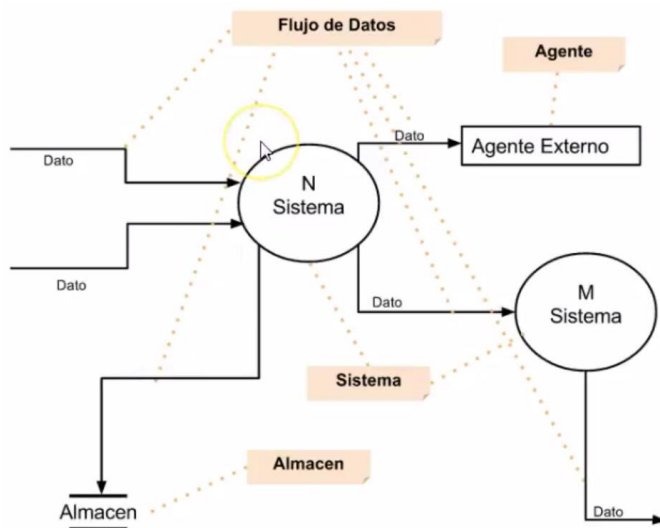 Flujo de Datos
Agente
Dato
Agente Externo
Dato
N
Sistema
Dato
Dato
M
Sistema
Sistema
Almacen
Almacen
Dato